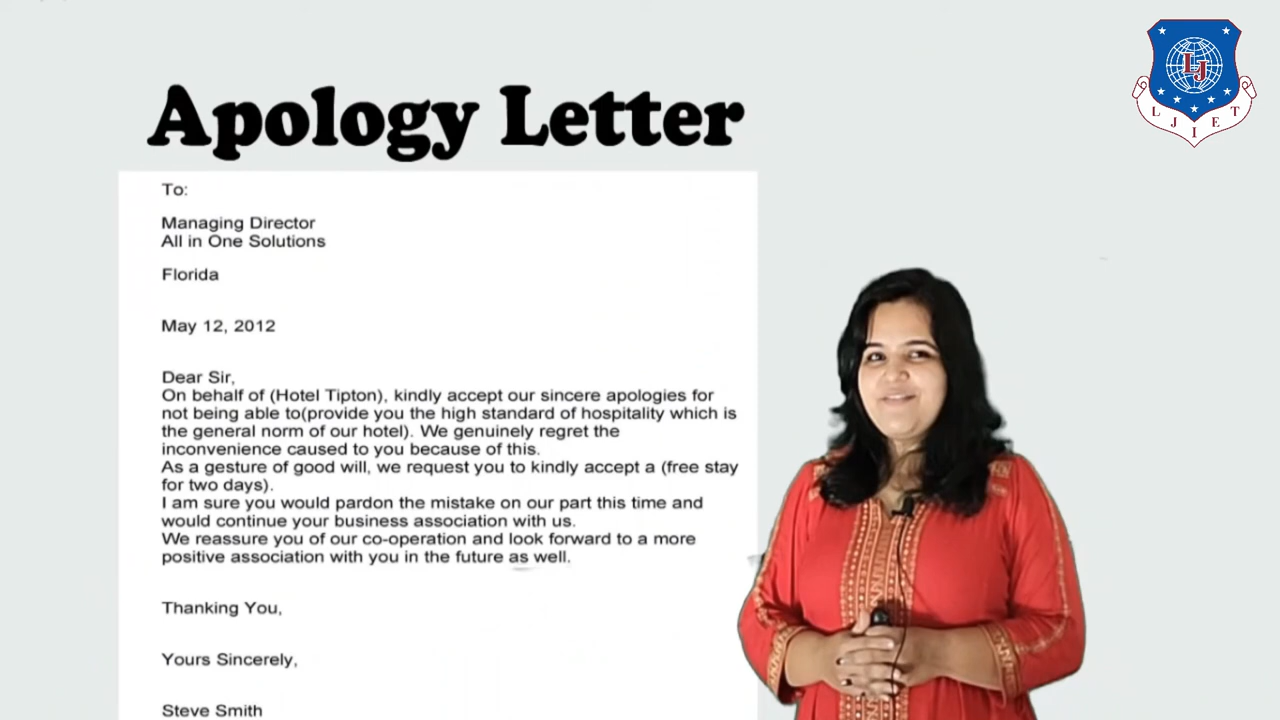 Apology Letter
To:
Managing Director
All in One Solutions
Florida
May 12, 2012
Dear Sir,
On behalf of (Hotel Tipton), kindly accept our sincere apologies for
not being able to(provide you the high standard of hospitality which is
the general norm of our hotel). We genuinely regret the
inconvenience caused to you because of this.
As a gesture of good will, we request you to kindly accept a (free stay
for two days).
I am sure you would pardon the mistake on our part this time and
would continue your business association with us.
We reassure you of our co-operation and look forward to a more
positive association with you in the future as well.
Thanking You,
Yours Sincerely,
Steve Smith
LJ
LJIET